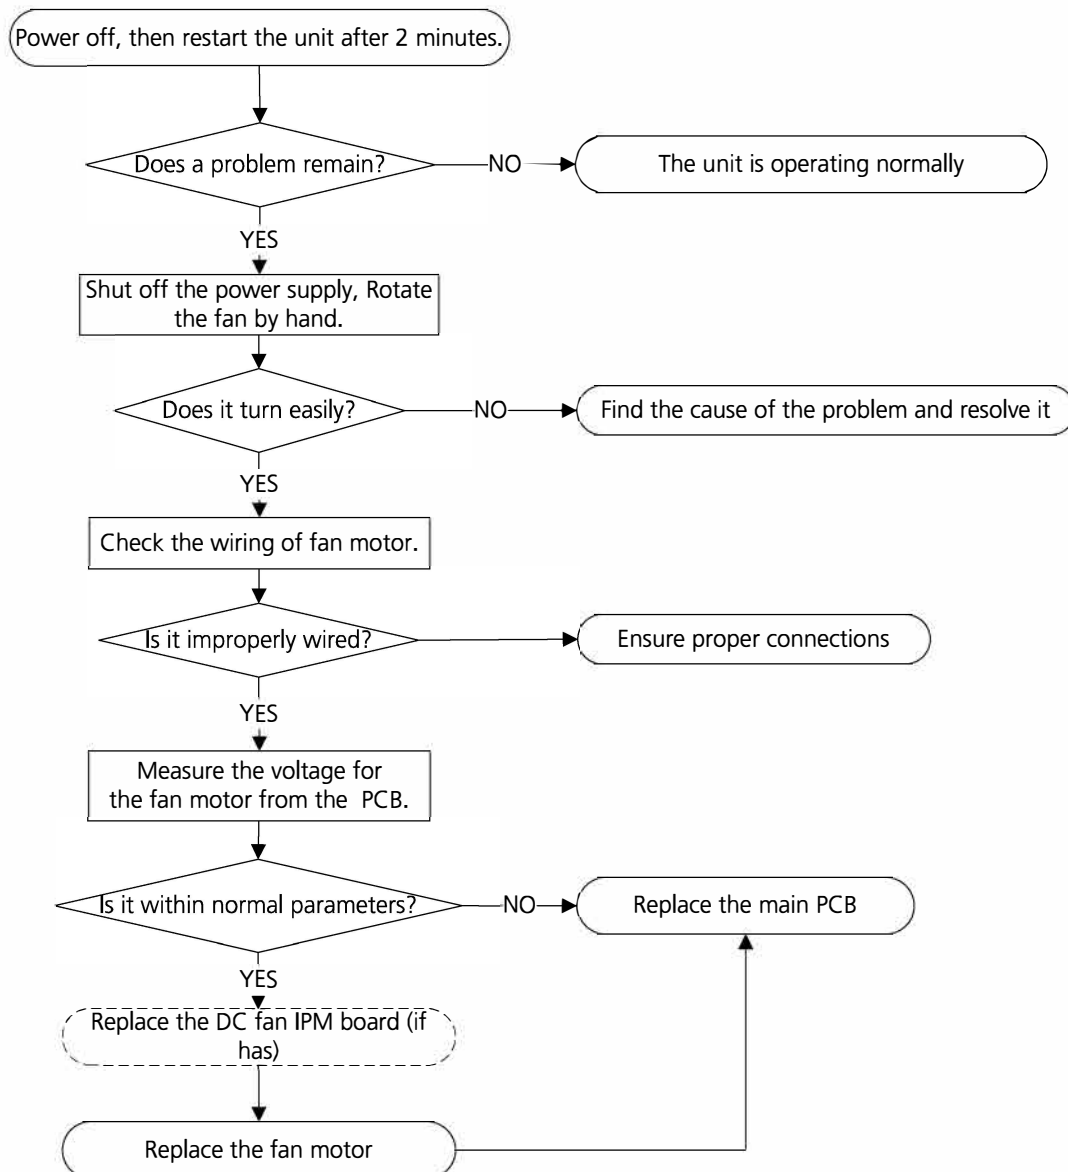 Power off, then restart the unit after 2 minutes.
Does a problem remain?
NO
The unit is operating normally
YES
Shut off the power supply, Rotate
the fan by hand.
Does it turn easily?
NO
Find the cause of the problem and resolve it
YES
Check the wiring of fan motor.
Is it improperly wired?
Ensure proper connections
YES
Measure the voltage for
the fan motor from the PCB.
Is it within normal parameters?
NO
Replace the main PCB
YES
Replace the DC fan IPM board (if
has)
Replace the fan motor